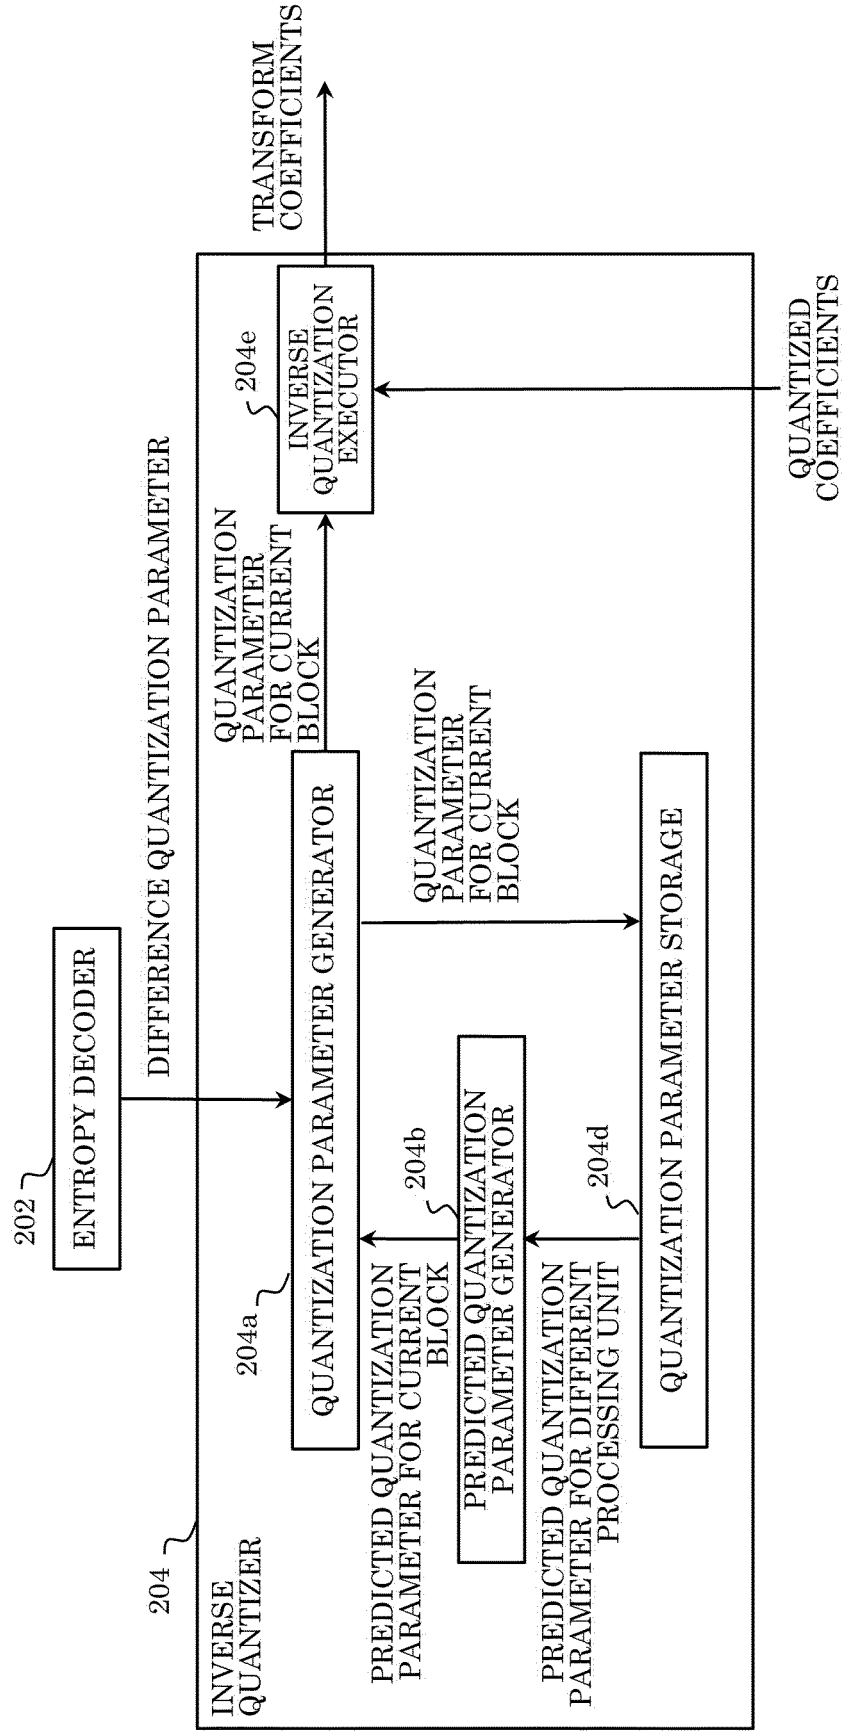 202
ENTROPY DECODER
DIFFERENCE QUANTIZATION PARAMETER
204
INVERSE
QUANTIZER
204a
QUANTIZATION PARAMETER GENERATOR
QUANTIZATION
PARAMETER
FOR CURRENT
BLOCK
204e
INVERSE
QUANTIZATION
EXECUTOR
TRANSFORM
COEFFICIENTS
PREDICTED QUANTIZATION
PARAMETER FOR CURRENT
BLOCK
204b
PREDICTED QUANTIZATION
PARAMETER GENERATOR
QUANTIZATION
PARAMETER
FOR CURRENT
BLOCK
PREDICTED QUANTIZATION
PARAMETER FOR DIFFERENT
PROCESSING UNIT
204d
QUANTIZATION PARAMETER STORAGE
QUANTIZED
COEFFICIENTS